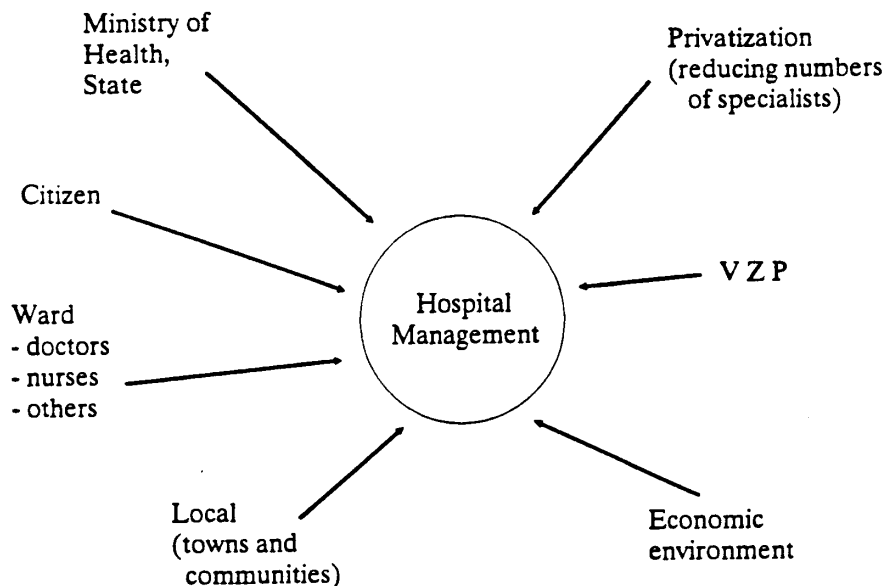 Ministry of
Health,
State
Privatization
(reducing numbers
of specialists)
Citizen
V Z P
Hospital
Management
Ward
- doctors
- nurses
- others
Local
(towns and
communities)
Economic
environment